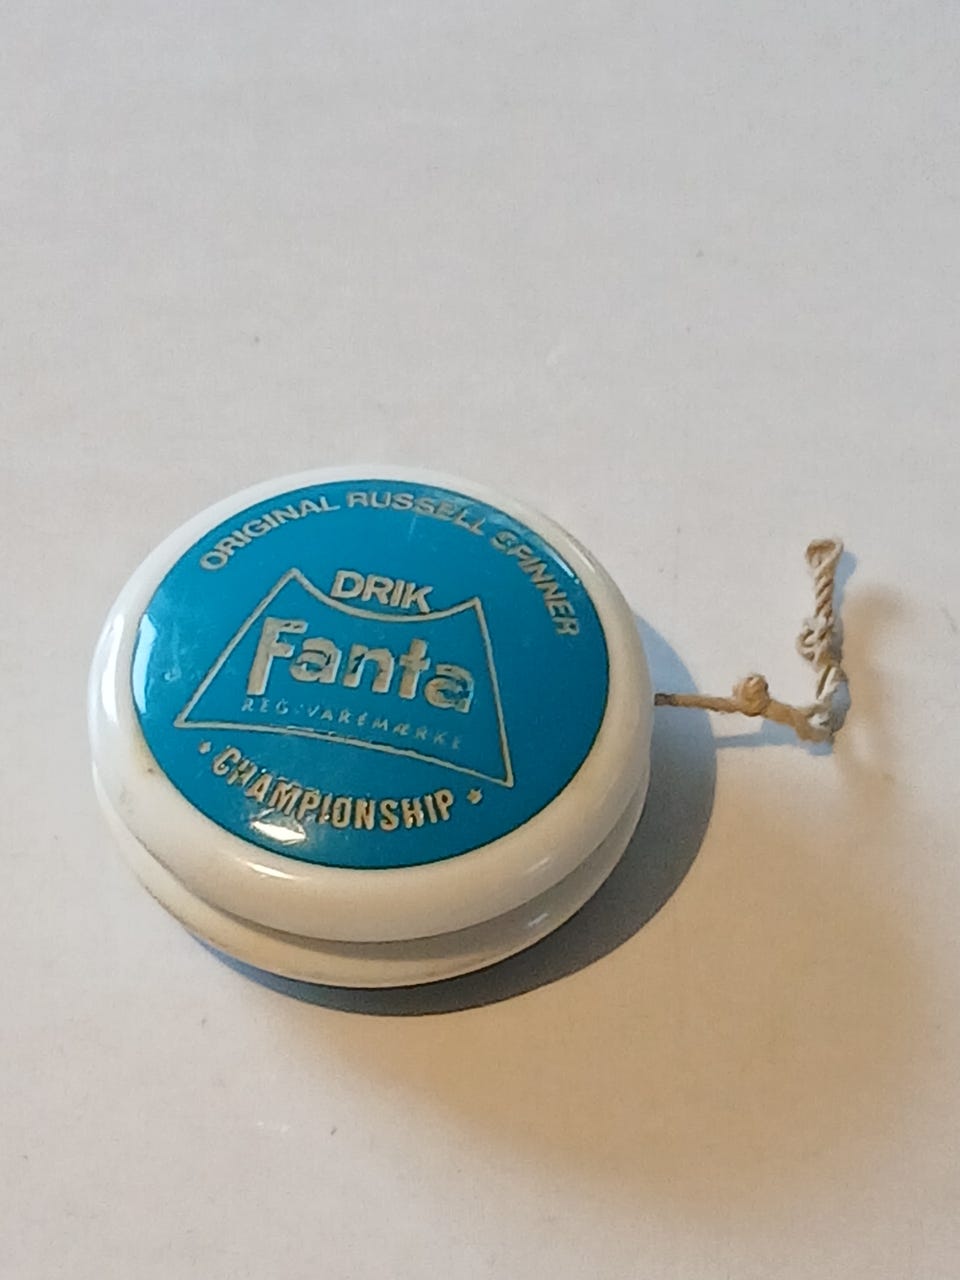 ORIGINAL RUSSELL SPINNER
DRIK
Fanta
REG. VAREMÆRKE
CHAMPIONSHIP